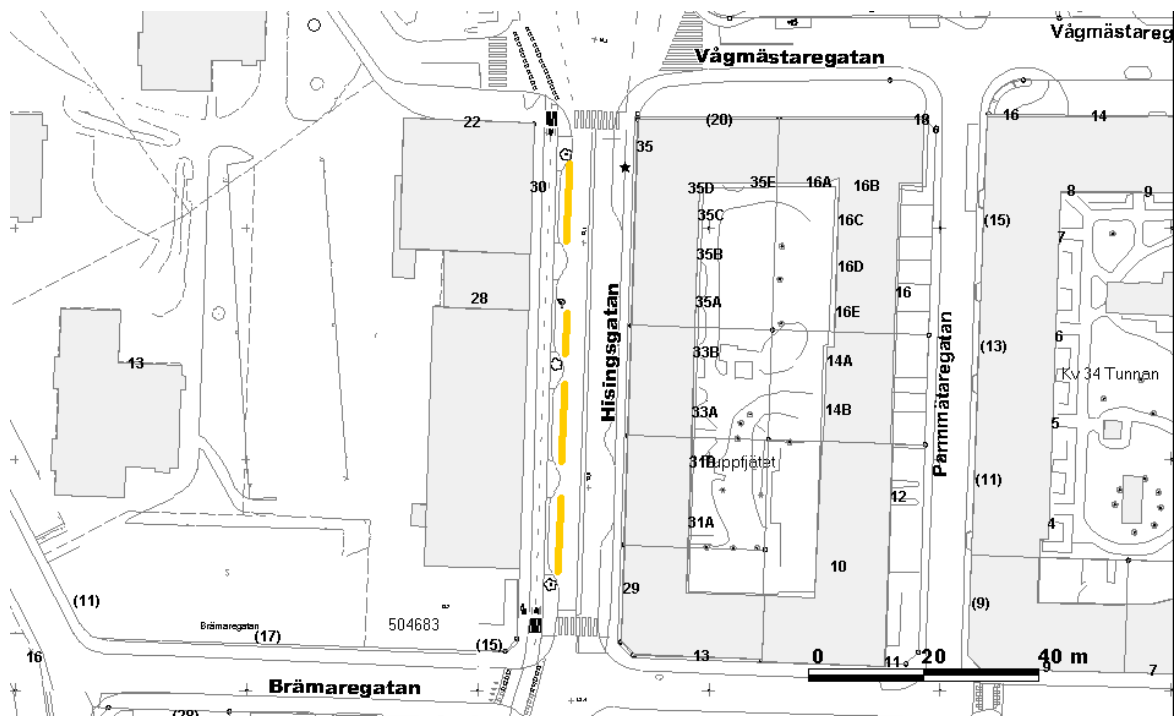 Vågmästaregatan
Vågmästareg
22
(20)
18
16
14
35
30
35D
35E
16A
16B
8
9
35C
16C
(15)
7
35B
16D
28
35A
16E
16
Hisingsgatan
13
33B
14A
Parmmätaregatan
(13)
6
Kv 34 Tunnan
33A
14B
5
31B
uppfjätet
12
(11)
31A
4
10
29
(11)
(9)
Brämaregatan
504683
(17)
(15)
16
13
11
0 20 40 m
9
7
Brämaregatan
(28)